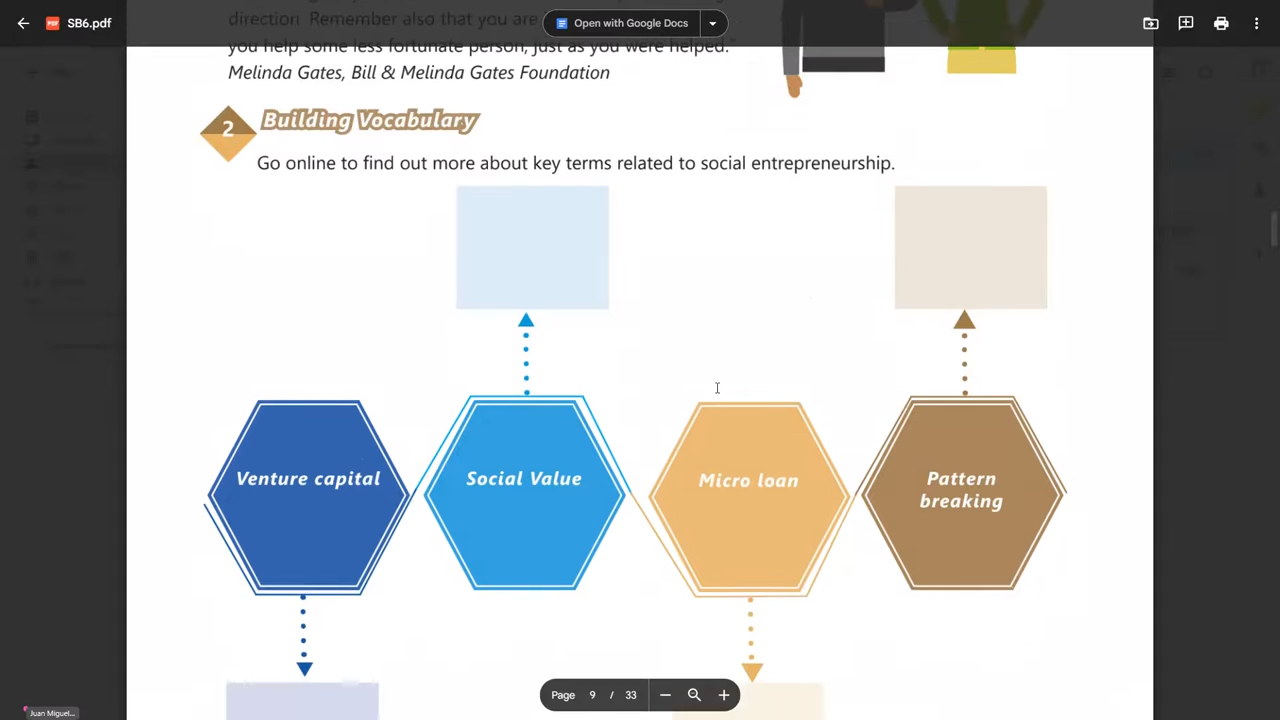 SB6.pdf
Open with Google Docs
direction. Remember also that you are
you help some less fortunate person, just as you were helped."
Melinda Gates, Bill & Melinda Gates Foundation
2
Building Vocabulary
Go online to find out more about key terms related to social entrepreneurship.
Venture capital
Social Value
Micro loan
Pattern
breaking
Page 9 / 33
Juan Miguel...